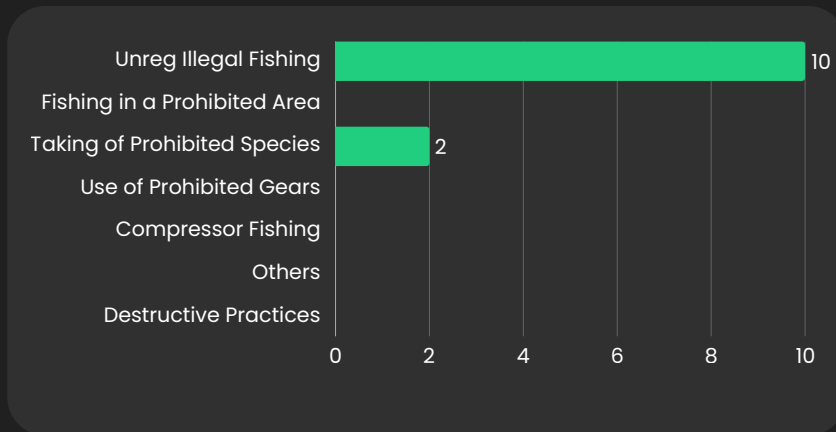 Unreg Illegal Fishing 10
Fishing in a Prohibited Area
Taking of Prohibited Species 2
Use of Prohibited Gears
Compressor Fishing
Others
Destructive Practices
0 2 4 6 8 10